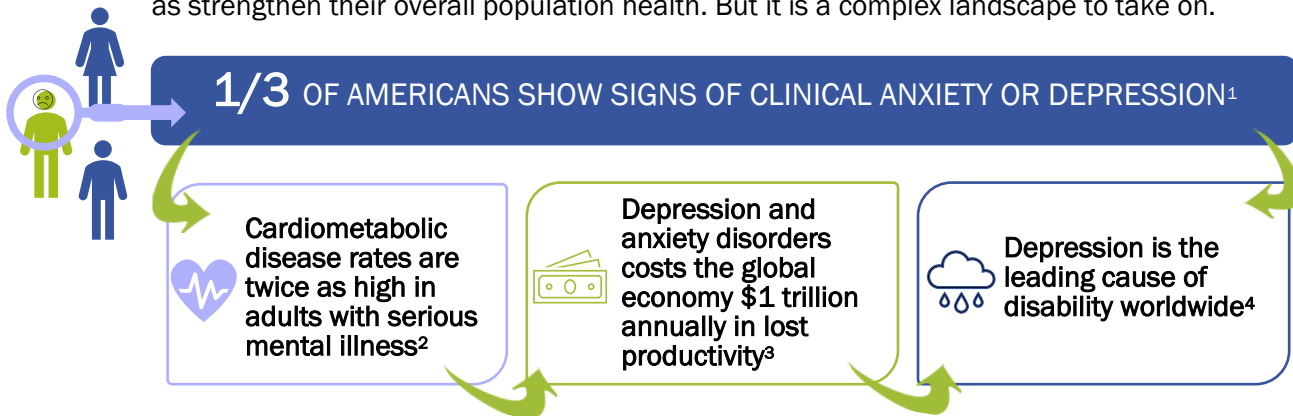 as strengthen their overall population health. But it is a complex landscape to take on.
1/3 OF AMERICANS SHOW SIGNS OF CLINICAL ANXIETY OR DEPRESSION¹
Cardiometabolic
disease rates are
twice as high in
adults with serious
mental illness²
Depression and
anxiety disorders
costs the global
economy $1 trillion
annually in lost
productivity³
Depression is the
leading cause of
disability worldwide⁴